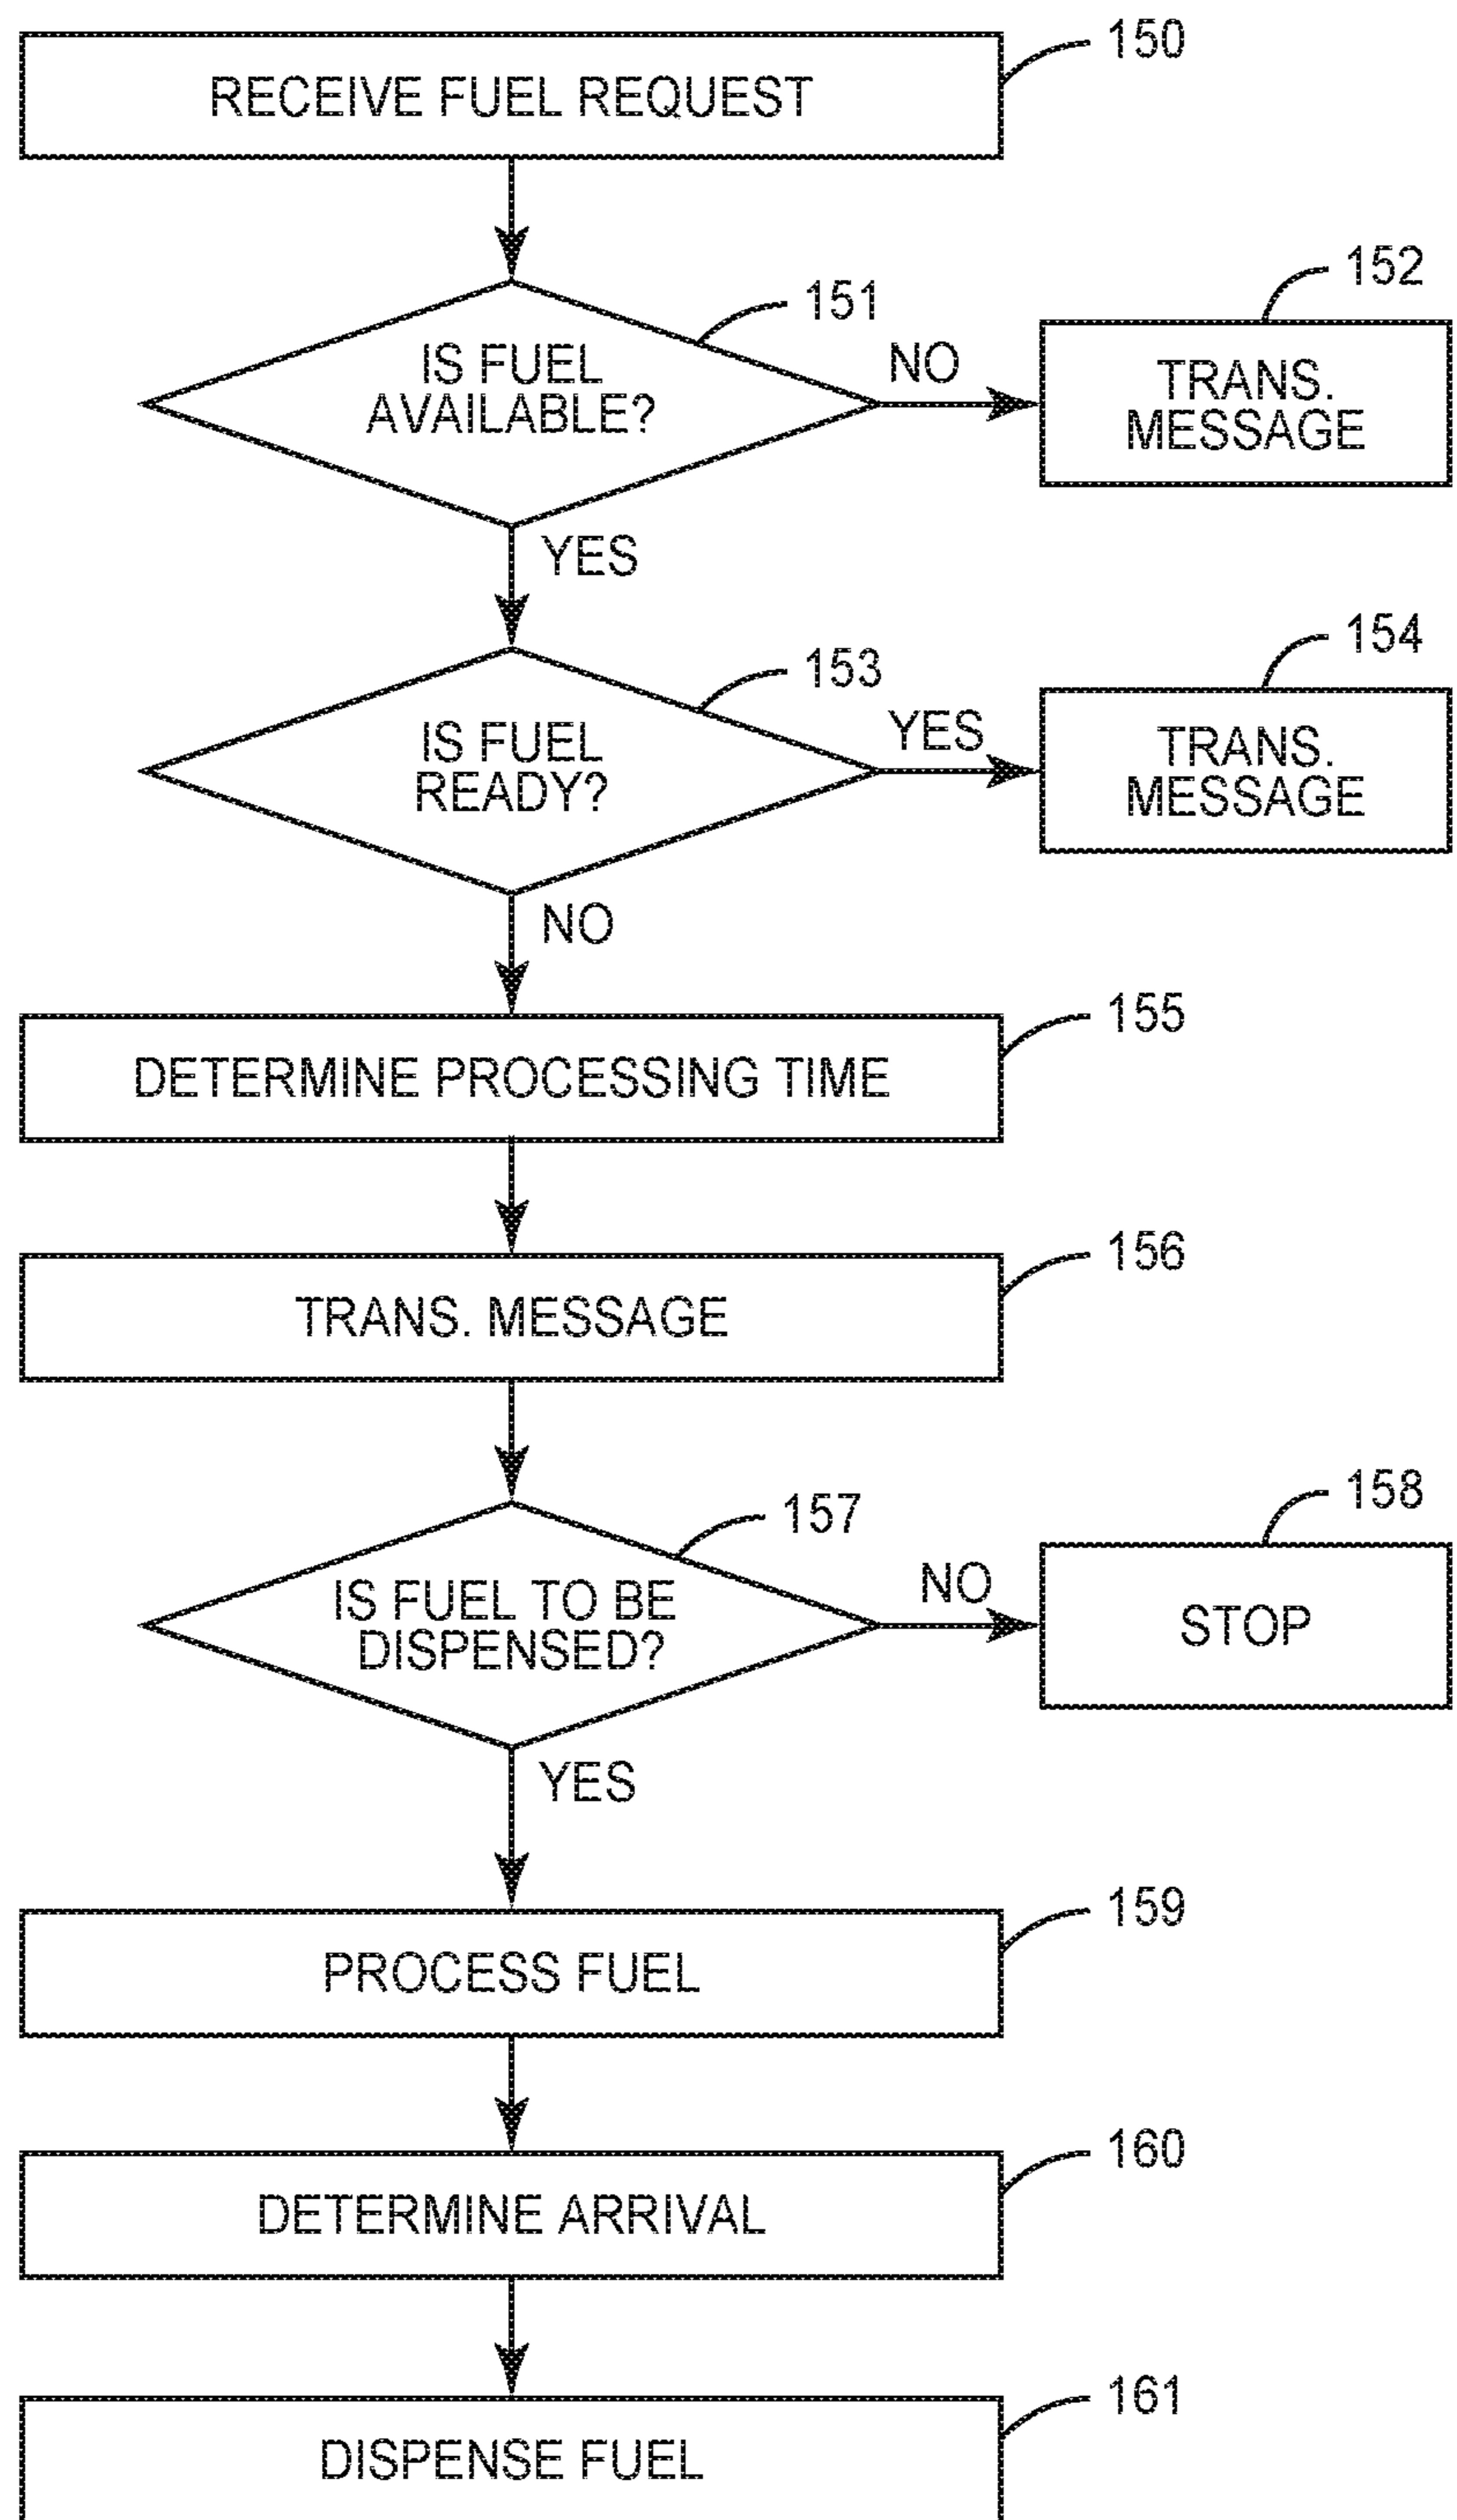 150
RECEIVE FUEL REQUEST
151
152
IS FUEL
AVAILABLE?
NO
TRANS.
MESSAGE
YES
153
154
IS FUEL
READY?
YES
TRANS.
MESSAGE
NO
155
DETERMINE PROCESSING TIME
156
TRANS. MESSAGE
157
158
IS FUEL TO BE
DISPENSED?
NO
STOP
YES
159
PROCESS FUEL
160
DETERMINE ARRIVAL
161
DISPENSE FUEL